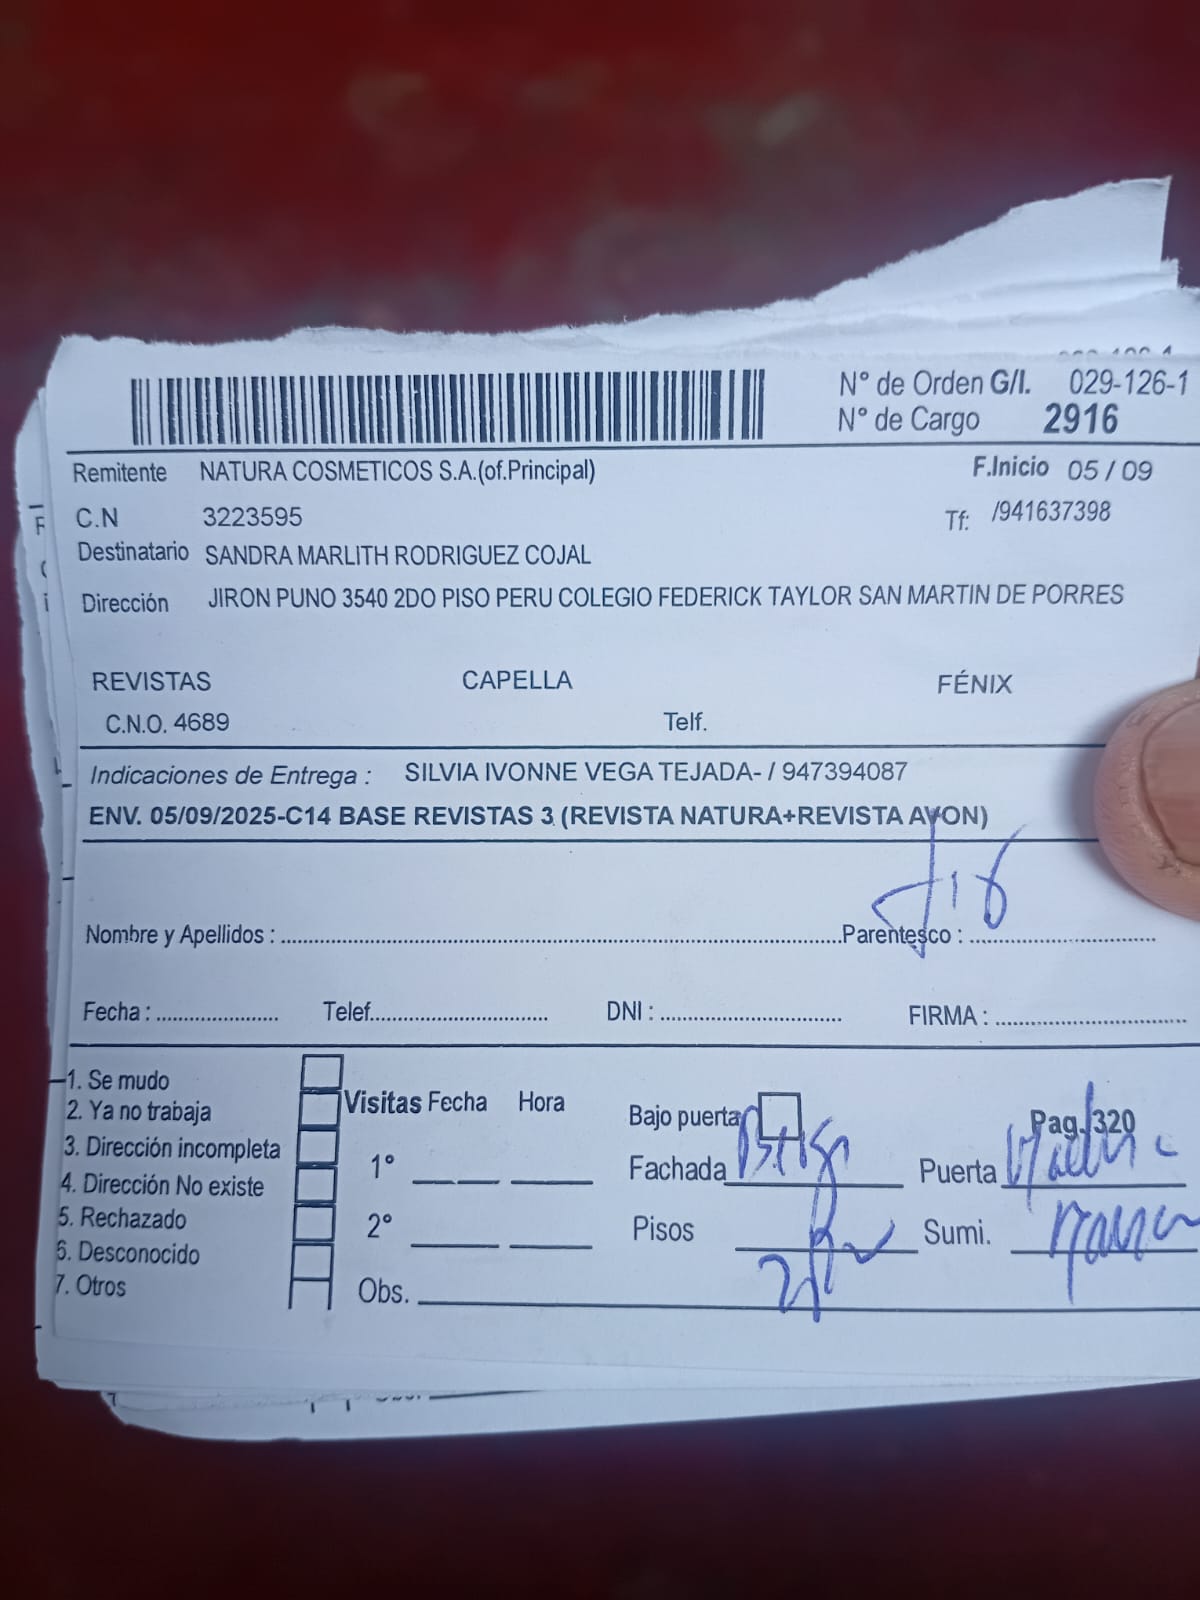 N° de Orden G/I. 029-126-1
N° de Cargo 2916
Remitente NATURA COSMETICOS S.A.(of.Principal)
F.Inicio 05/09
C.N 3223595
Tf: /941637398
Destinatario SANDRA MARLITH RODRIGUEZ COJAL
Dirección JIRON PUNO 3540 2DO PISO PERU COLEGIO FEDERICK TAYLOR SAN MARTIN DE PORRES
REVISTAS CAPELLA FÉNIX
C.N.O. 4689 Telf.
Indicaciones de Entrega : SILVIA IVONNE VEGA TEJADA- / 947394087
ENV. 05/09/2025-C14 BASE REVISTAS 3 (REVISTA NATURA+REVISTA AVON)
Nombre y Apellidos : Parentesco :
Fecha : Telef. DNI : FIRMA :
1. Se mudo
2. Ya no trabaja
3. Dirección incompleta
4. Dirección No existe
5. Rechazado
6. Desconocido
7. Otros
Visitas Fecha Hora
1°
2°
Obs.
Bajo puerta Pag. 320
Fachada Puerta
Pisos Sumi.